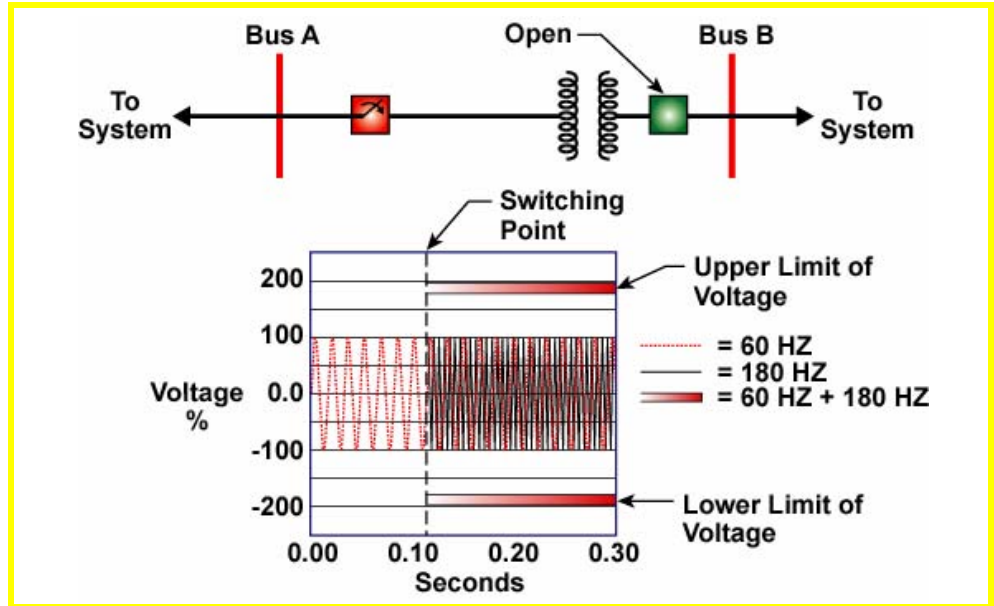 Bus A
Open
Bus B
To
System
To
System
Switching
Point
Upper Limit of
Voltage
= 60 HZ
= 180 HZ
= 60 HZ + 180 HZ
Lower Limit of
Voltage
Voltage
%
200
100
0.0
-100
-200
0.00
0.10
0.20
0.30
Seconds